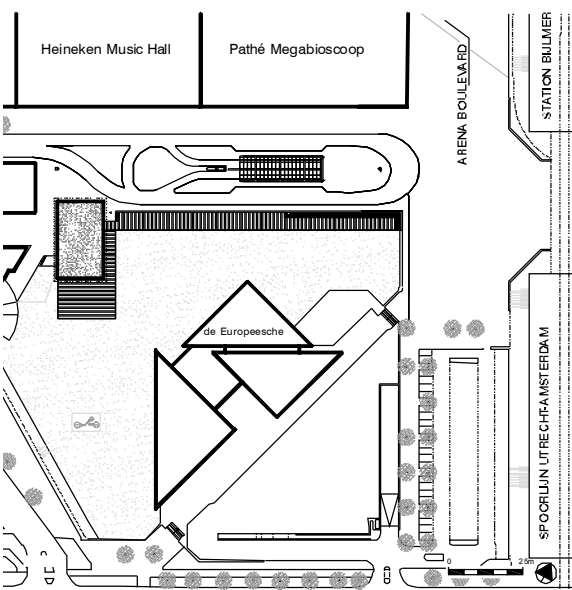 Heineken Music Hall
Pathé Megabioscoop
ARENA BOULEVARD
STATION BIJLMER
de Europeesche
SPOORLIJN UTRECHT-AMSTERDAM
0
25m